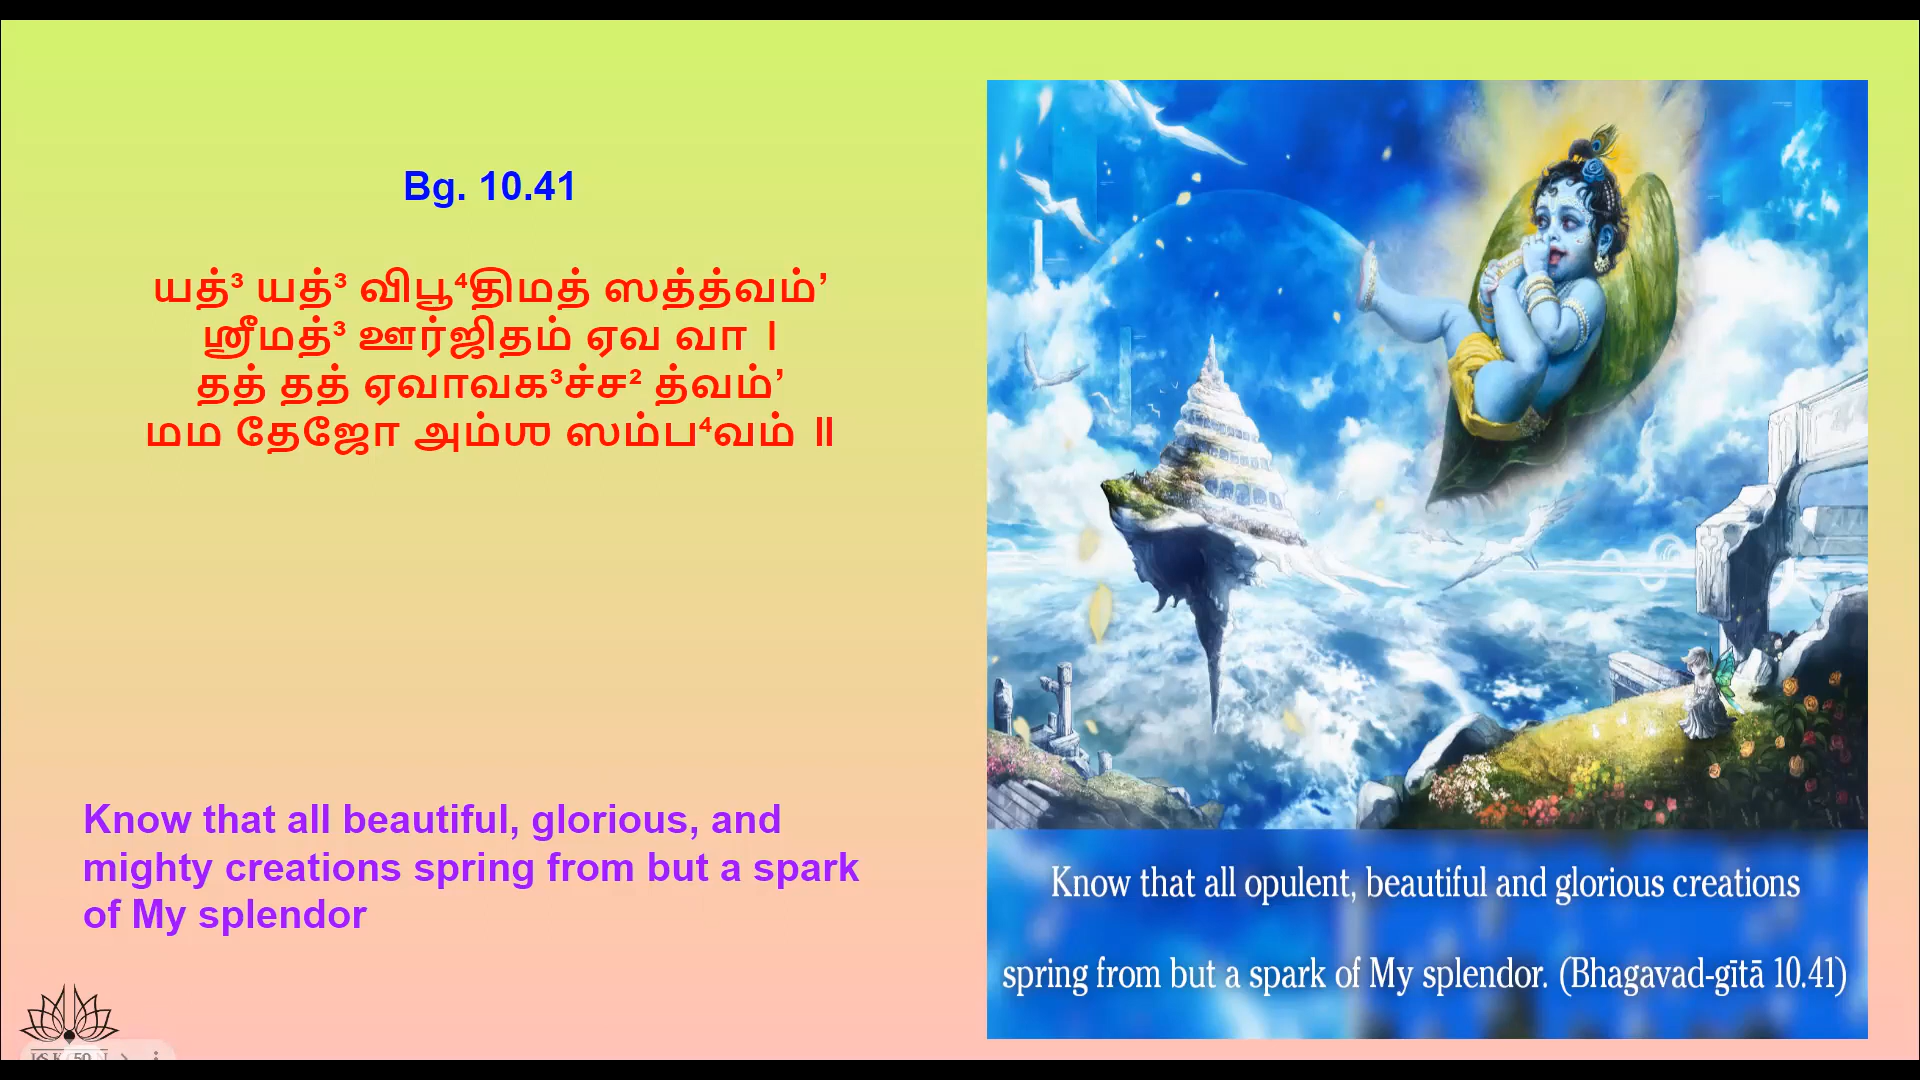 Bg. 10.41
யத்³ யத்³ விபூ⁴திமத் ஸத்த்வம்’
ஶ்ரீமத்³ ஊர்ஜிதம் ஏவ வா ।
தத் தத் ஏவாவக³ச்ச² த்வம்’
மம தேஜோ அம்ஶ ஸம்ப⁴வம் ॥
Know that all beautiful, glorious, and
mighty creations spring from but a spark
of My splendor
Know that all opulent, beautiful and glorious creations
spring from but a spark of My splendor. (Bhagavad-gītā 10.41)
50